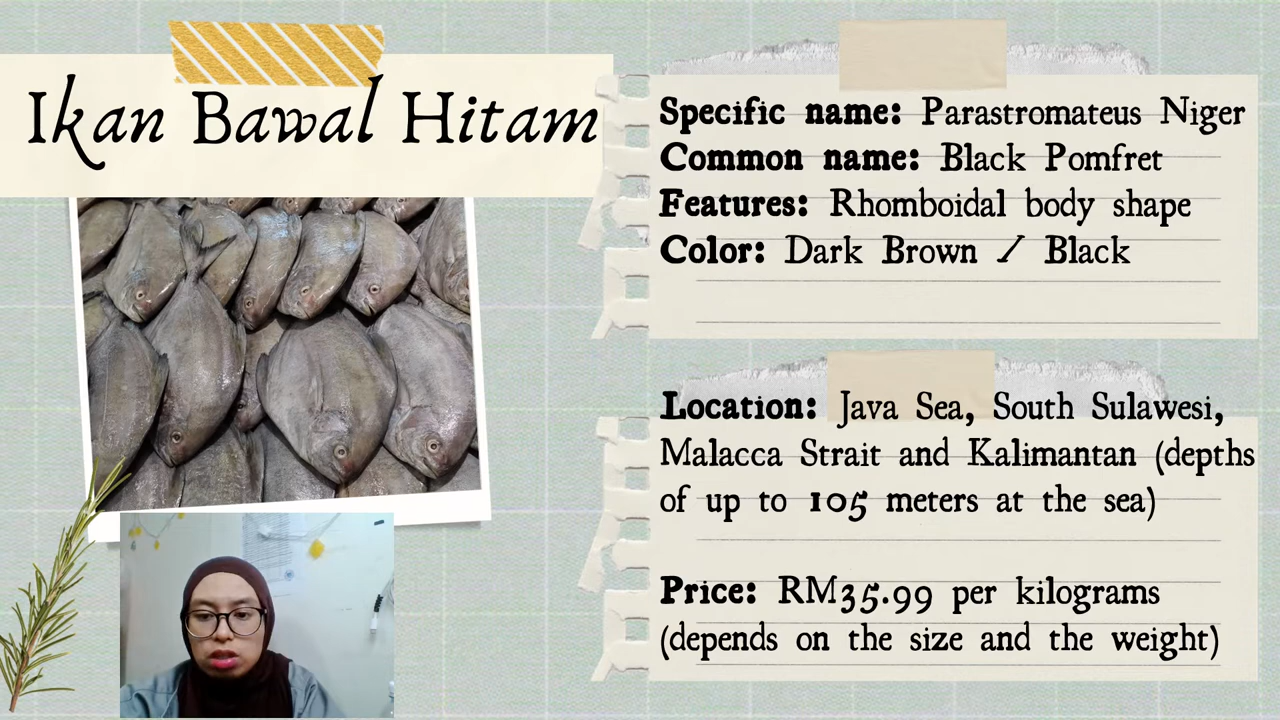 Ikan Bawal Hitam
Specific name: Parastromateus Niger
Common name: Black Pomfret
Features: Rhomboidal body shape
Color: Dark Brown / Black
Location: Java Sea, South Sulawesi,
Malacca Strait and Kalimantan (depths
of up to 105 meters at the sea)
Price: RM35.99 per kilograms
(depends on the size and the weight)